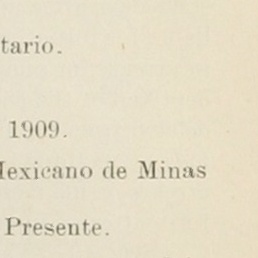 tario.
1909.
Mexicano de Minas
Presente.